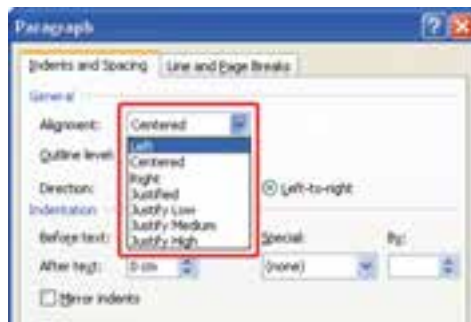 Paragraph
Indents and Spacing Line and Page Breaks
General
Alignment: Centered
Left
Outline level: Centered
Right
Direction: Justified Left-to-right
Indentation Justify Low
Justify Medium
Before text: Justify High Special: By:
After text: 0 cm (none)
Mirror indents